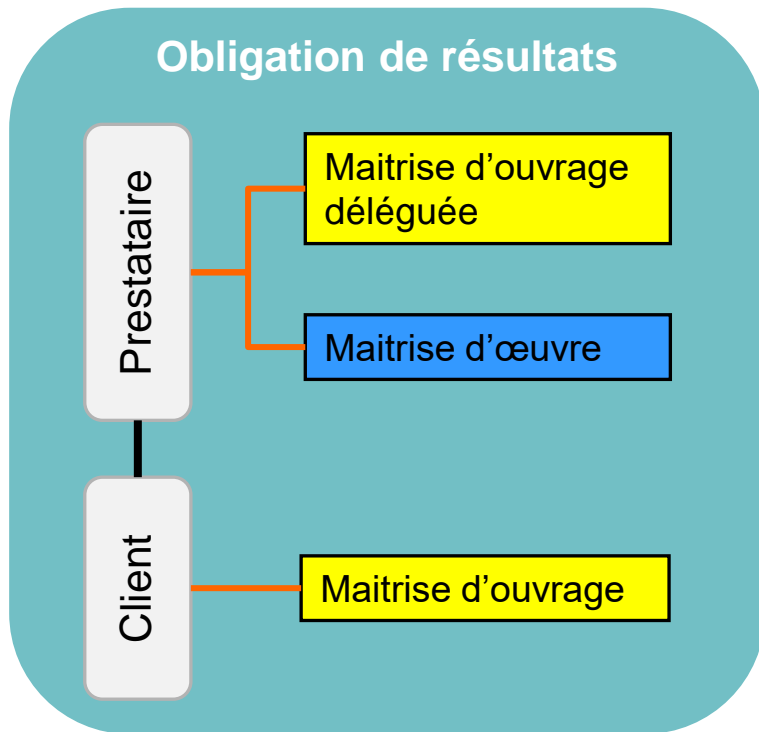 Obligation de résultats
Prestataire
Maitrise d'ouvrage
déléguée
Maitrise d'œuvre
Client
Maitrise d'ouvrage